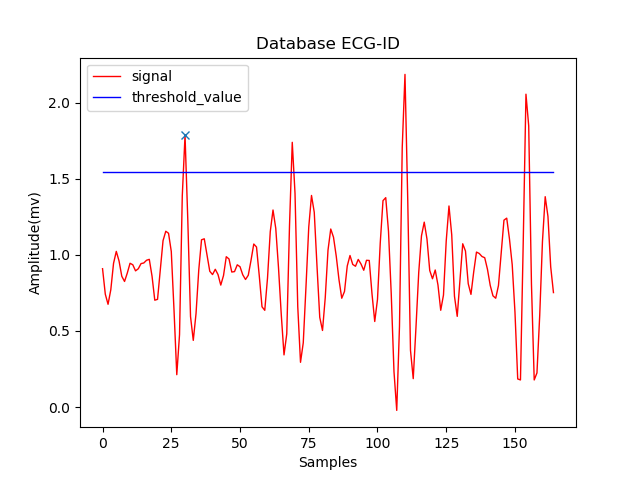 Database ECG-ID
signal
threshold_value
Amplitude(mv)
2.0
1.5
1.0
0.5
0.0
0 25 50 75 100 125 150
Samples